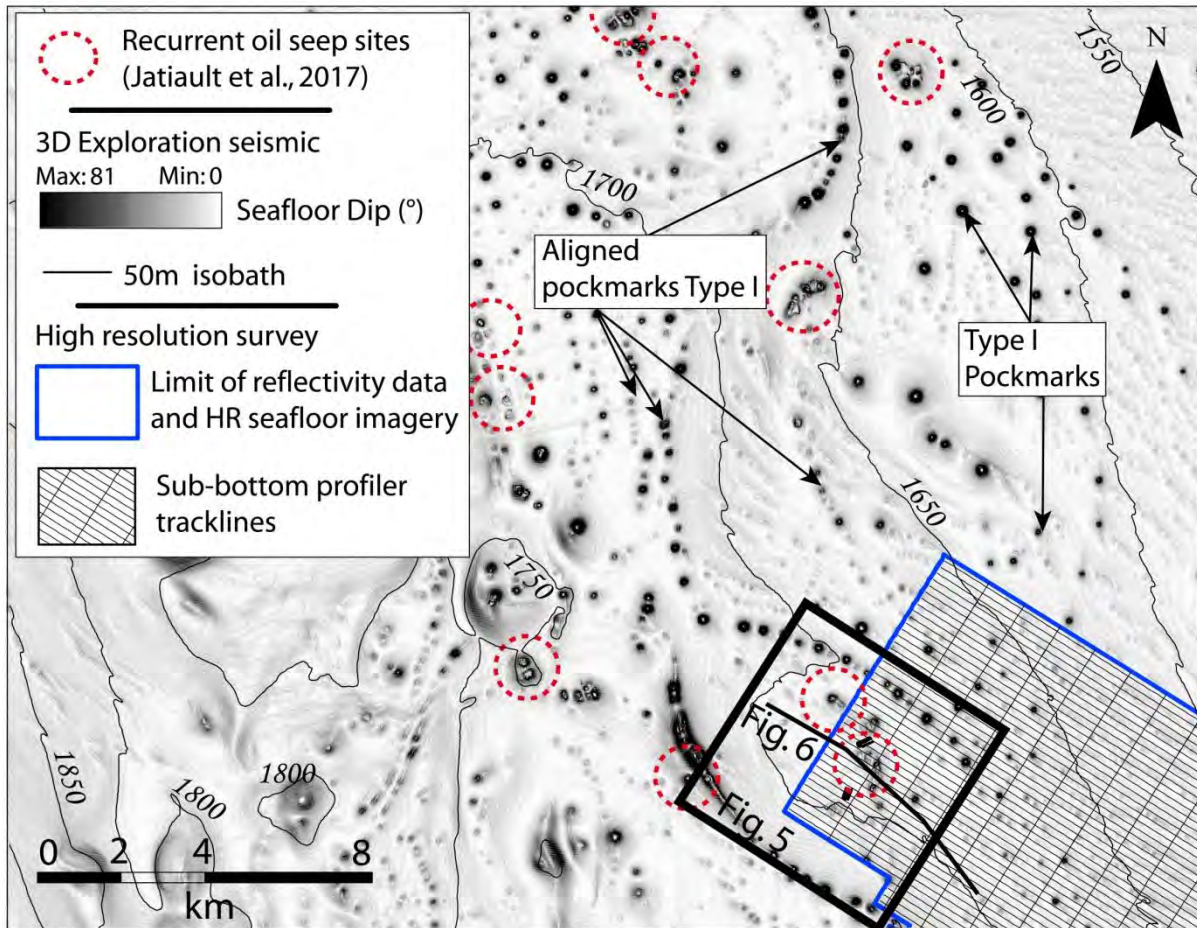 Recurrent oil seep sites
(Jatiault et al., 2017)
3D Exploration seismic
Max: 81 Min: 0
Seafloor Dip (°)
50m isobath
High resolution survey
Limit of reflectivity data
and HR seafloor imagery
Sub-bottom profiler
tracklines
N
1550
1600
1700
Aligned
pockmarks Type I
Type I
Pockmarks
1650
1750
1800
1850
1800
Fig. 6
Fig. 5
0 2 4 8
km